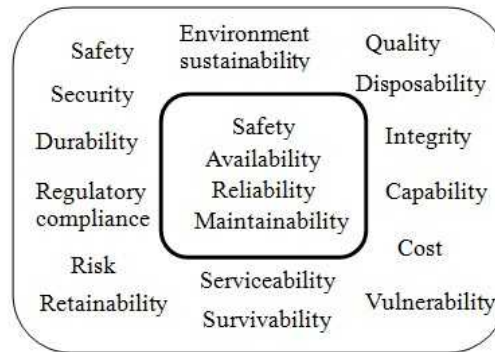 Safety
Environment
sustainability
Quality
Security
Disposability
Durability
Safety
Availability
Reliability
Maintainability
Integrity
Regulatory
compliance
Capability
Risk
Cost
Retainability
Serviceability
Survivability
Vulnerability